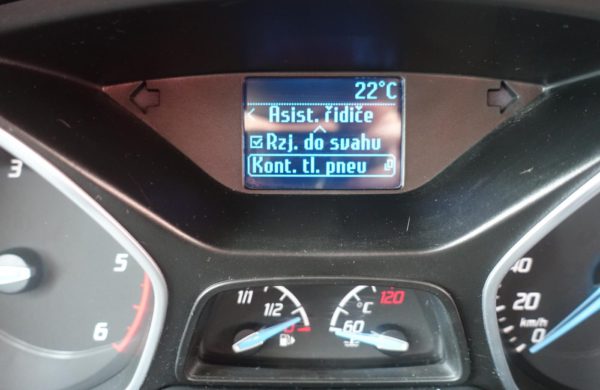 22°C
Asist. řidiče
Rzj. do svahu
Kont. tl. pneu
3
5
6
1/1
1/2
0
°C
120
60
40
20
km/h
0